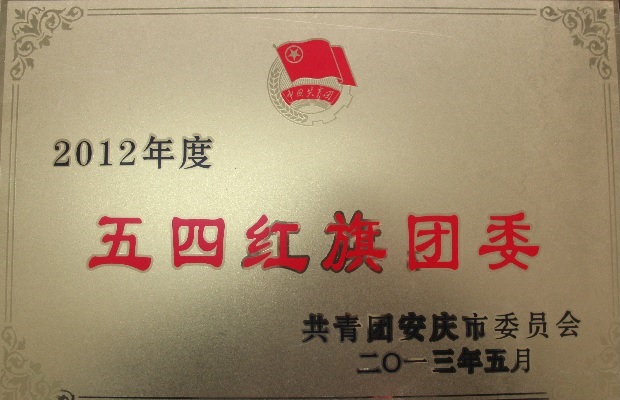 中国共青团
2012年度
五四红旗团委
共青团安庆市委员会
二〇一三年五月